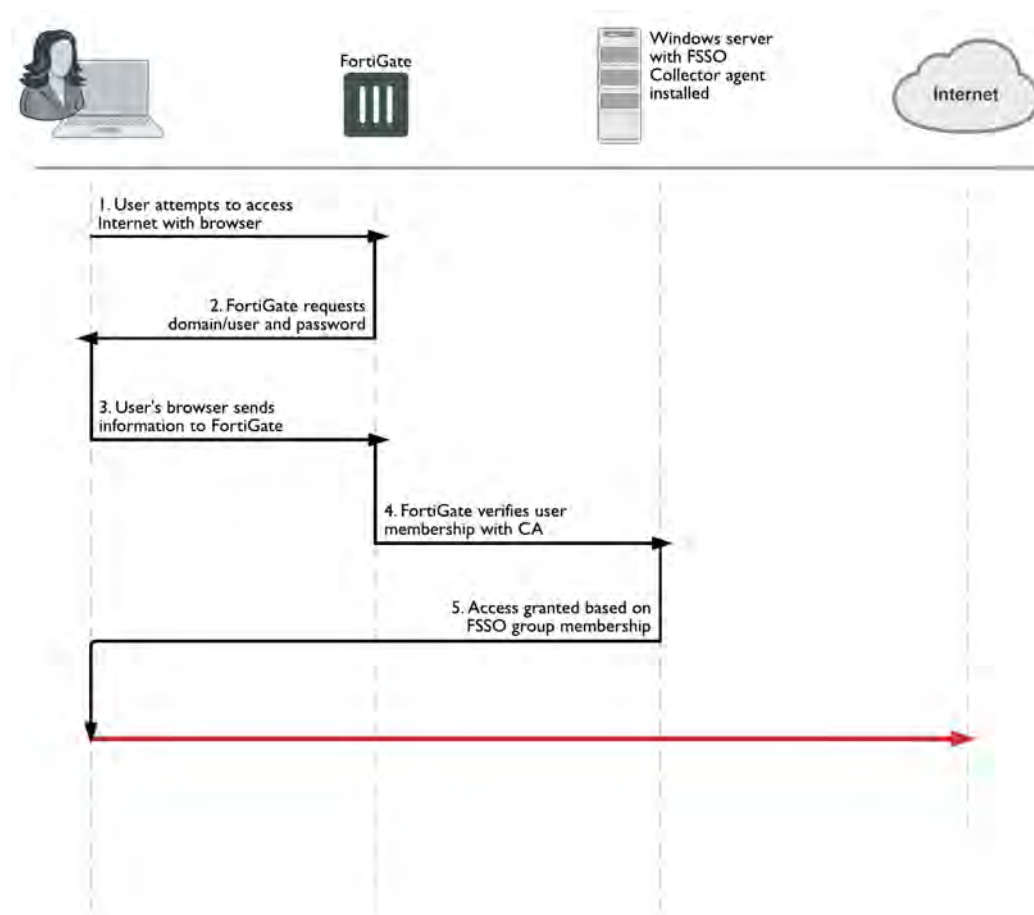 FortiGate
Windows server
with FSSO
Collector agent
installed
Internet
1. User attempts to access
Internet with browser
2. FortiGate requests
domain/user and password
3. User's browser sends
information to FortiGate
4. FortiGate verifies user
membership with CA
5. Access granted based on
FSSO group membership